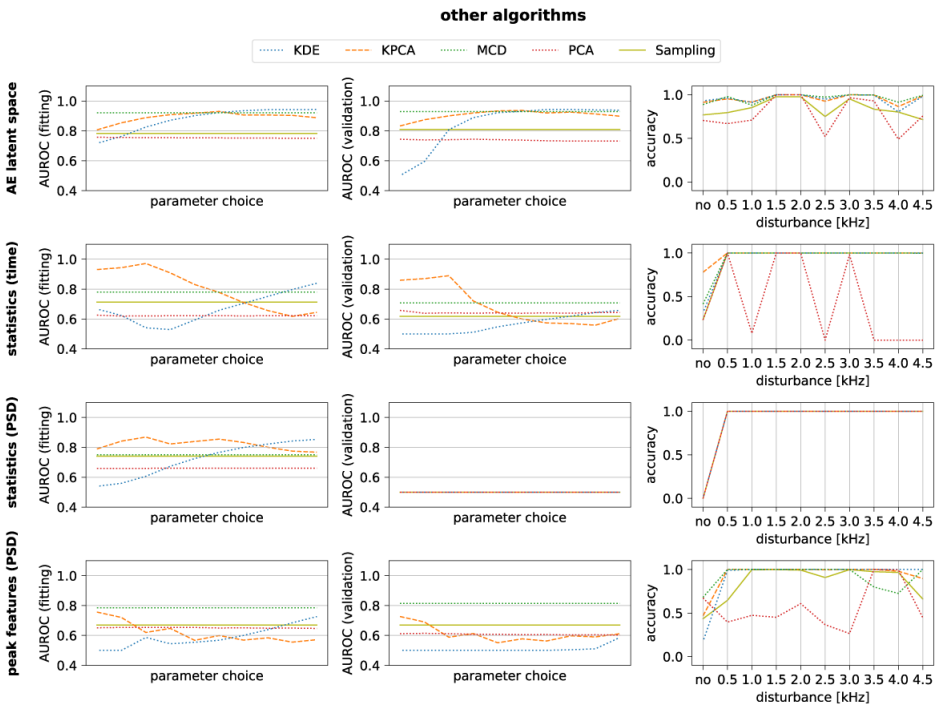 other algorithms
KDE KPCA MCD PCA Sampling
AE latent space
AUROC (fitting)
1.0
0.8
0.6
0.4
parameter choice
AUROC (validation)
1.0
0.8
0.6
0.4
parameter choice
accuracy
1.0
0.5
0.0
no 0.5 1.0 1.5 2.0 2.5 3.0 3.5 4.0 4.5
disturbance [kHz]
statistics (time)
AUROC (fitting)
1.0
0.8
0.6
0.4
parameter choice
AUROC (validation)
1.0
0.8
0.6
0.4
parameter choice
accuracy
1.0
0.5
0.0
no 0.5 1.0 1.5 2.0 2.5 3.0 3.5 4.0 4.5
disturbance [kHz]
statistics (PSD)
AUROC (fitting)
1.0
0.8
0.6
0.4
parameter choice
AUROC (validation)
1.0
0.8
0.6
0.4
parameter choice
accuracy
1.0
0.5
0.0
no 0.5 1.0 1.5 2.0 2.5 3.0 3.5 4.0 4.5
disturbance [kHz]
peak features (PSD)
AUROC (fitting)
1.0
0.8
0.6
0.4
parameter choice
AUROC (validation)
1.0
0.8
0.6
0.4
parameter choice
accuracy
1.0
0.5
0.0
no 0.5 1.0 1.5 2.0 2.5 3.0 3.5 4.0 4.5
disturbance [kHz]